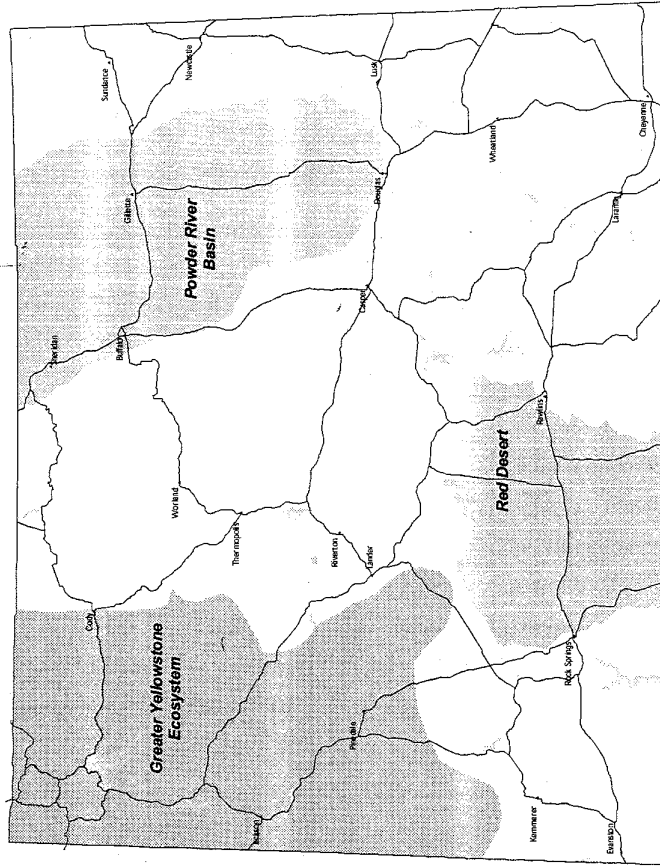 Sundance
Newcastle
Gillette
Sheridan
Buffalo
Powder River
Basin
Worland
Thermopolis
Cody
Greater Yellowstone
Ecosystem
Lusk
Douglas
Casper
Riverton
Lander
Pinedale
Jackson
Wheatland
Cheyenne
Laramie
Rawlins
Red Desert
Rock Springs
Kemmerer
Evanston